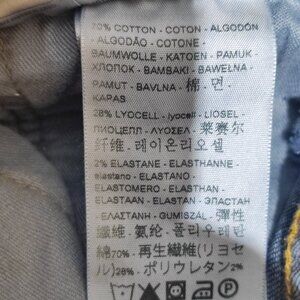 70% COTTON - COTON - ALGODÓN
- ALGODÃO - COTONE -
BAUMWOLLE - KATOEN - PAMUK -
ХЛОПОК - BAMBAKI - BAWEŁNA -
PAMUT - BAVLNA - 棉 - 면 -
KAPAS
28% LYOCELL - lyocell - LIOSEL -
ЛИОЦЕЛЛ - ΛΥΟΣΕΛ - 莱赛尔
纤维 - 레이온리오셀
2% ELASTANE - ELASTHANNE -
elastano - ELASTANO -
ELASTOMERO - ELASTHAN -
ELASTAAN - ELASTAN - ЭЛАСТАН
- ΕΛΑΣΤΑΝΗ - GUMISZÁL - 彈性
纖維 - 氨纶 - 폴리우레탄
綿70% - 再生繊維(リヨセ
ル)28% - ポリウレタン2%